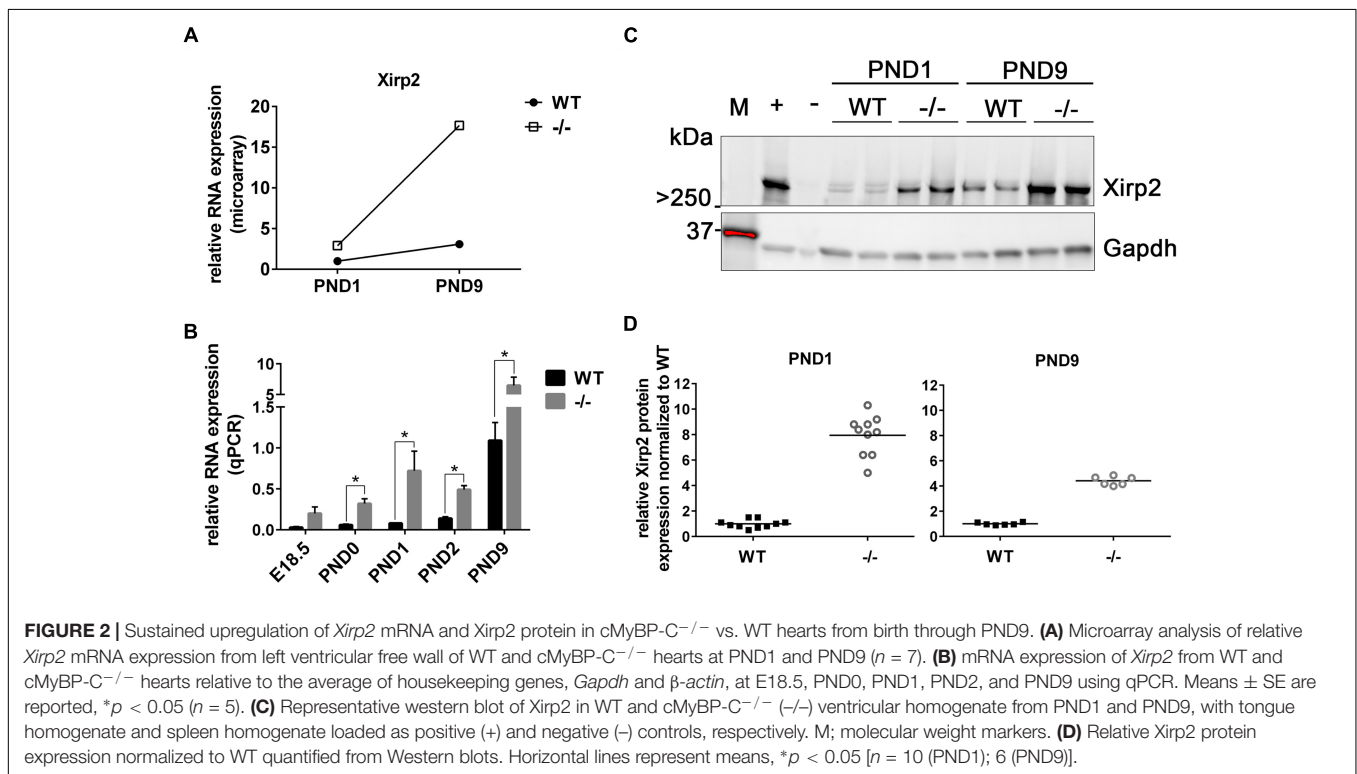 A
Xirp2
relative RNA expression
(microarray)
20
15
10
5
0
PND1 PND9
WT
-/-
B
relative RNA expression
(qPCR)
10
5
1.5
1.0
0.5
0.0
* * * *
E18.5 PND0 PND1 PND2 PND9
WT
-/-
C
PND1 PND9
M + - WT -/- WT -/-
kDa
>250
Xirp2
37
Gapdh
D
relative Xirp2 protein
expression normalized to WT
PND1
12
10
8
6
4
2
0
WT -/-
PND9
12
10
8
6
4
2
0
WT -/-
FIGURE 2 | Sustained upregulation of Xirp2 mRNA and Xirp2 protein in cMyBP-C−/− vs. WT hearts from birth through PND9. (A) Microarray analysis of relative
Xirp2 mRNA expression from left ventricular free wall of WT and cMyBP-C−/− hearts at PND1 and PND9 (n = 7). (B) mRNA expression of Xirp2 from WT and
cMyBP-C−/− hearts relative to the average of housekeeping genes, Gapdh and β-actin, at E18.5, PND0, PND1, PND2, and PND9 using qPCR. Means ± SE are
reported, *p < 0.05 (n = 5). (C) Representative western blot of Xirp2 in WT and cMyBP-C−/− (–/–) ventricular homogenate from PND1 and PND9, with tongue
homogenate and spleen homogenate loaded as positive (+) and negative (–) controls, respectively. M; molecular weight markers. (D) Relative Xirp2 protein
expression normalized to WT quantified from Western blots. Horizontal lines represent means, *p < 0.05 [n = 10 (PND1); 6 (PND9)].